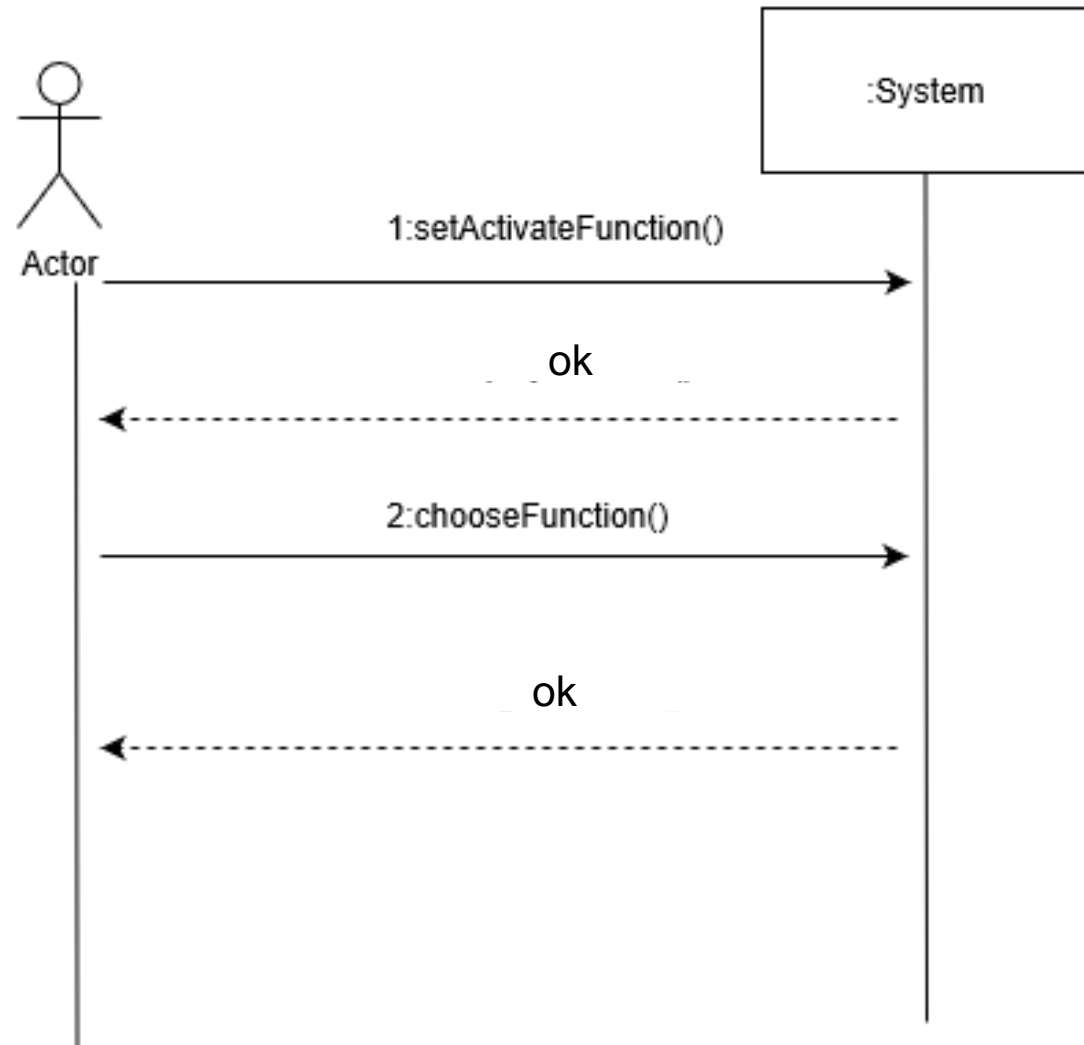 :System
1:setActivateFunction()
Actor
ok
2:chooseFunction()
ok